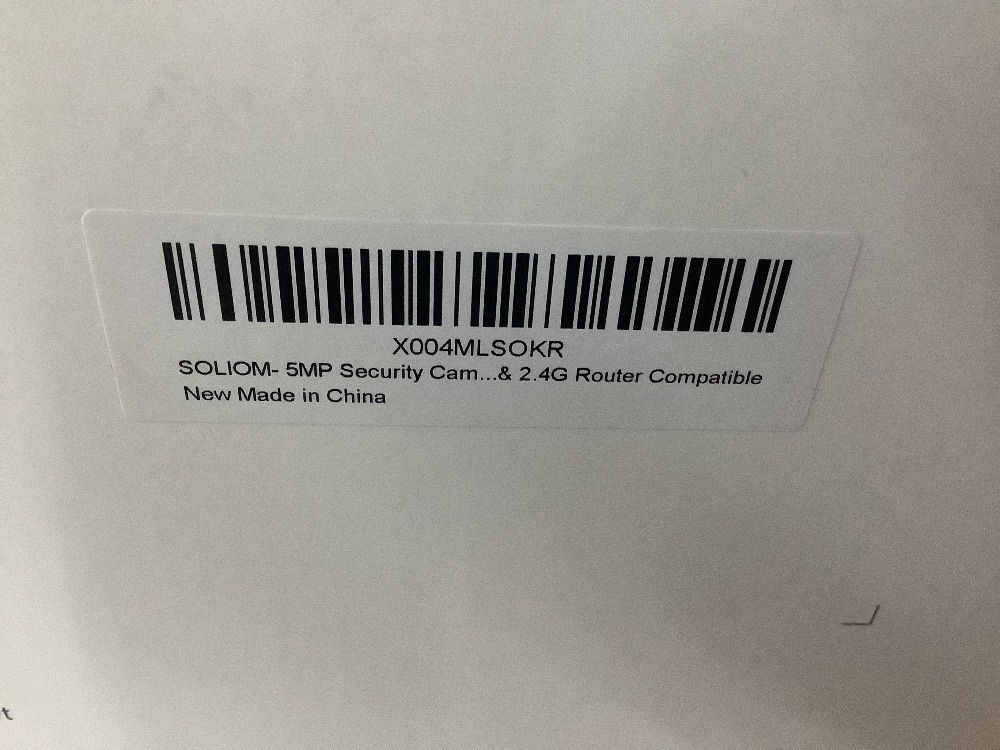 X004MLSOKR
SOLIOM- 5MP Security Cam...& 2.4G Router Compatible
New Made in China
t